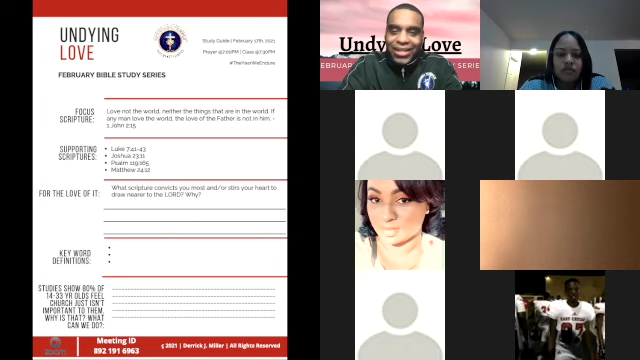 UNDYING
LOVE
Study Guide | February 17th, 2021
Prayer @7:00PM | Class @7:30PM
#TheYearWeEndure
FEBRUARY BIBLE STUDY SERIES
FOCUS
SCRIPTURE:
Love not the world, neither the things that are in the world. If
any man love the world, the love of the Father is not in him. -
1 John 2:15
SUPPORTING
SCRIPTURES:
• Luke 7:41-43
• Joshua 23:11
• Psalm 119:165
• Matthew 24:12
FOR THE LOVE OF IT:
What scripture convicts you most and/or stirs your heart to
draw nearer to the LORD? Why?
KEY WORD
DEFINITIONS:
STUDIES SHOW 80% OF
14-33 YR OLDS FEEL
CHURCH JUST ISN'T
IMPORTANT TO THEM.
WHY IS THAT? WHAT
CAN WE DO?:
zoom
Meeting ID
892 191 6963
© 2021 | Derrick J. Miller | All Rights Reserved
Undy Love
EBRUAR Y SERIES